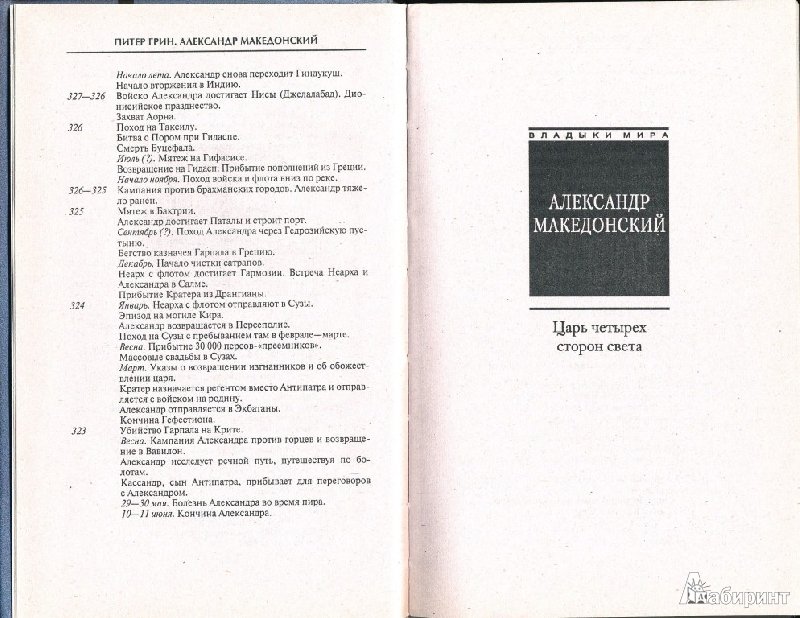 ПИТЕР ГРИН. АЛЕКСАНДР МАКЕДОНСКИЙ
Начало лета. Александр снова переходит Гиндукуш.
Начало вторжения в Индию.
327—326 Войско Александра достигает Нисы (Джелалабад). Дио-
нисийское празднество.
Захват Аорна.
326 Поход на Таксилу.
Битва с Пором при Гидаспе.
Смерть Буцефала.
Июль (?). Мятеж на Гифасисе.
Возвращение на Гидасп. Прибытие пополнений из Греции.
Начало ноября. Поход войска и флота вниз по реке.
326—325 Кампания против брахманских городов. Александр тяже-
ло ранен.
325 Мятеж в Бактрии.
Александр достигает Паталы и строит порт.
Сентябрь (?). Поход Александра через Гедрозийскую пус-
тыню.
Бегство казначея Гарпала в Грецию.
Декабрь. Начало чистки сатрапов.
Неарх с флотом достигает Гармозии. Встреча Неарха и
Александра в Салме.
Прибытие Кратера из Дрангианы.
324 Январь. Неарха с флотом отправляют в Сузы.
Эпизод на могиле Кира.
Александр возвращается в Персеполис.
Поход на Сузы с пребыванием там в феврале—марте.
Весна. Прибытие 30 000 персов-«преемников».
Массовые свадьбы в Сузах.
Март. Указы о возвращении изгнанников и об обожест-
влении царя.
Кратер назначается регентом вместо Антипатра и отправ-
ляется с войском на родину.
Александр отправляется в Экбатаны.
Кончина Гефестиона.
323 Убийство Гарпала на Крите.
Весна. Кампания Александра против горцев и возвраще-
ние в Вавилон.
Александр исследует речной путь, путешествуя по бо-
лотам.
Кассандр, сын Антипатра, прибывает для переговоров
с Александром.
29—30 мая. Болезнь Александра во время пира.
10—11 июня. Кончина Александра.
ВЛАДЫКИ МИРА
АЛЕКСАНДР
МАКЕДОНСКИЙ
Царь четырех
сторон света
Лабиринт